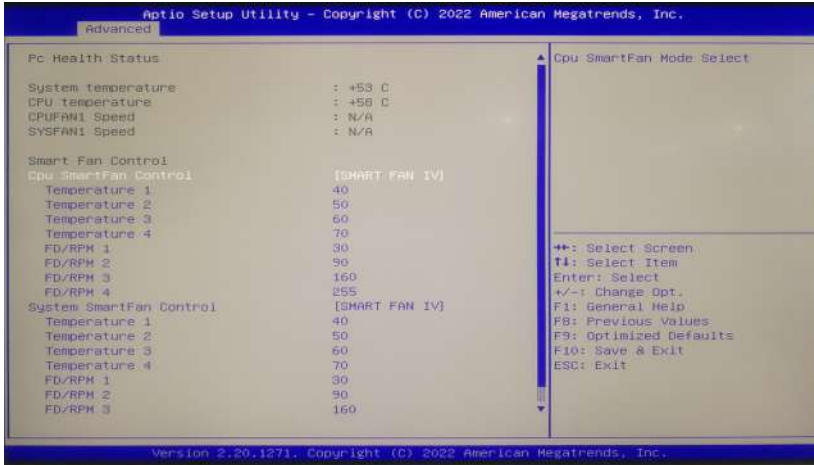 Aptio Setup Utility – Copyright (C) 2022 American Megatrends, Inc.
Advanced
Pc Health Status
System temperature : +53 C
CPU temperature : +58 C
CPUFAN1 Speed : N/A
SYSFAN1 Speed : N/A
Smart Fan Control
Cpu SmartFan Control [SMART FAN IV]
Temperature 1 40
Temperature 2 50
Temperature 3 60
Temperature 4 70
FD/RPM 1 30
FD/RPM 2 90
FD/RPM 3 160
FD/RPM 4 255
System SmartFan Control [SMART FAN IV]
Temperature 1 40
Temperature 2 50
Temperature 3 60
Temperature 4 70
FD/RPM 1 30
FD/RPM 2 90
FD/RPM 3 160
Cpu SmartFan Mode Select
→←: Select Screen
↑↓: Select Item
Enter: Select
+/-: Change Opt.
F1: General Help
F8: Previous Values
F9: Optimized Defaults
F10: Save & Exit
ESC: Exit
Version 2.20.1271. Copyright (C) 2022 American Megatrends, Inc.